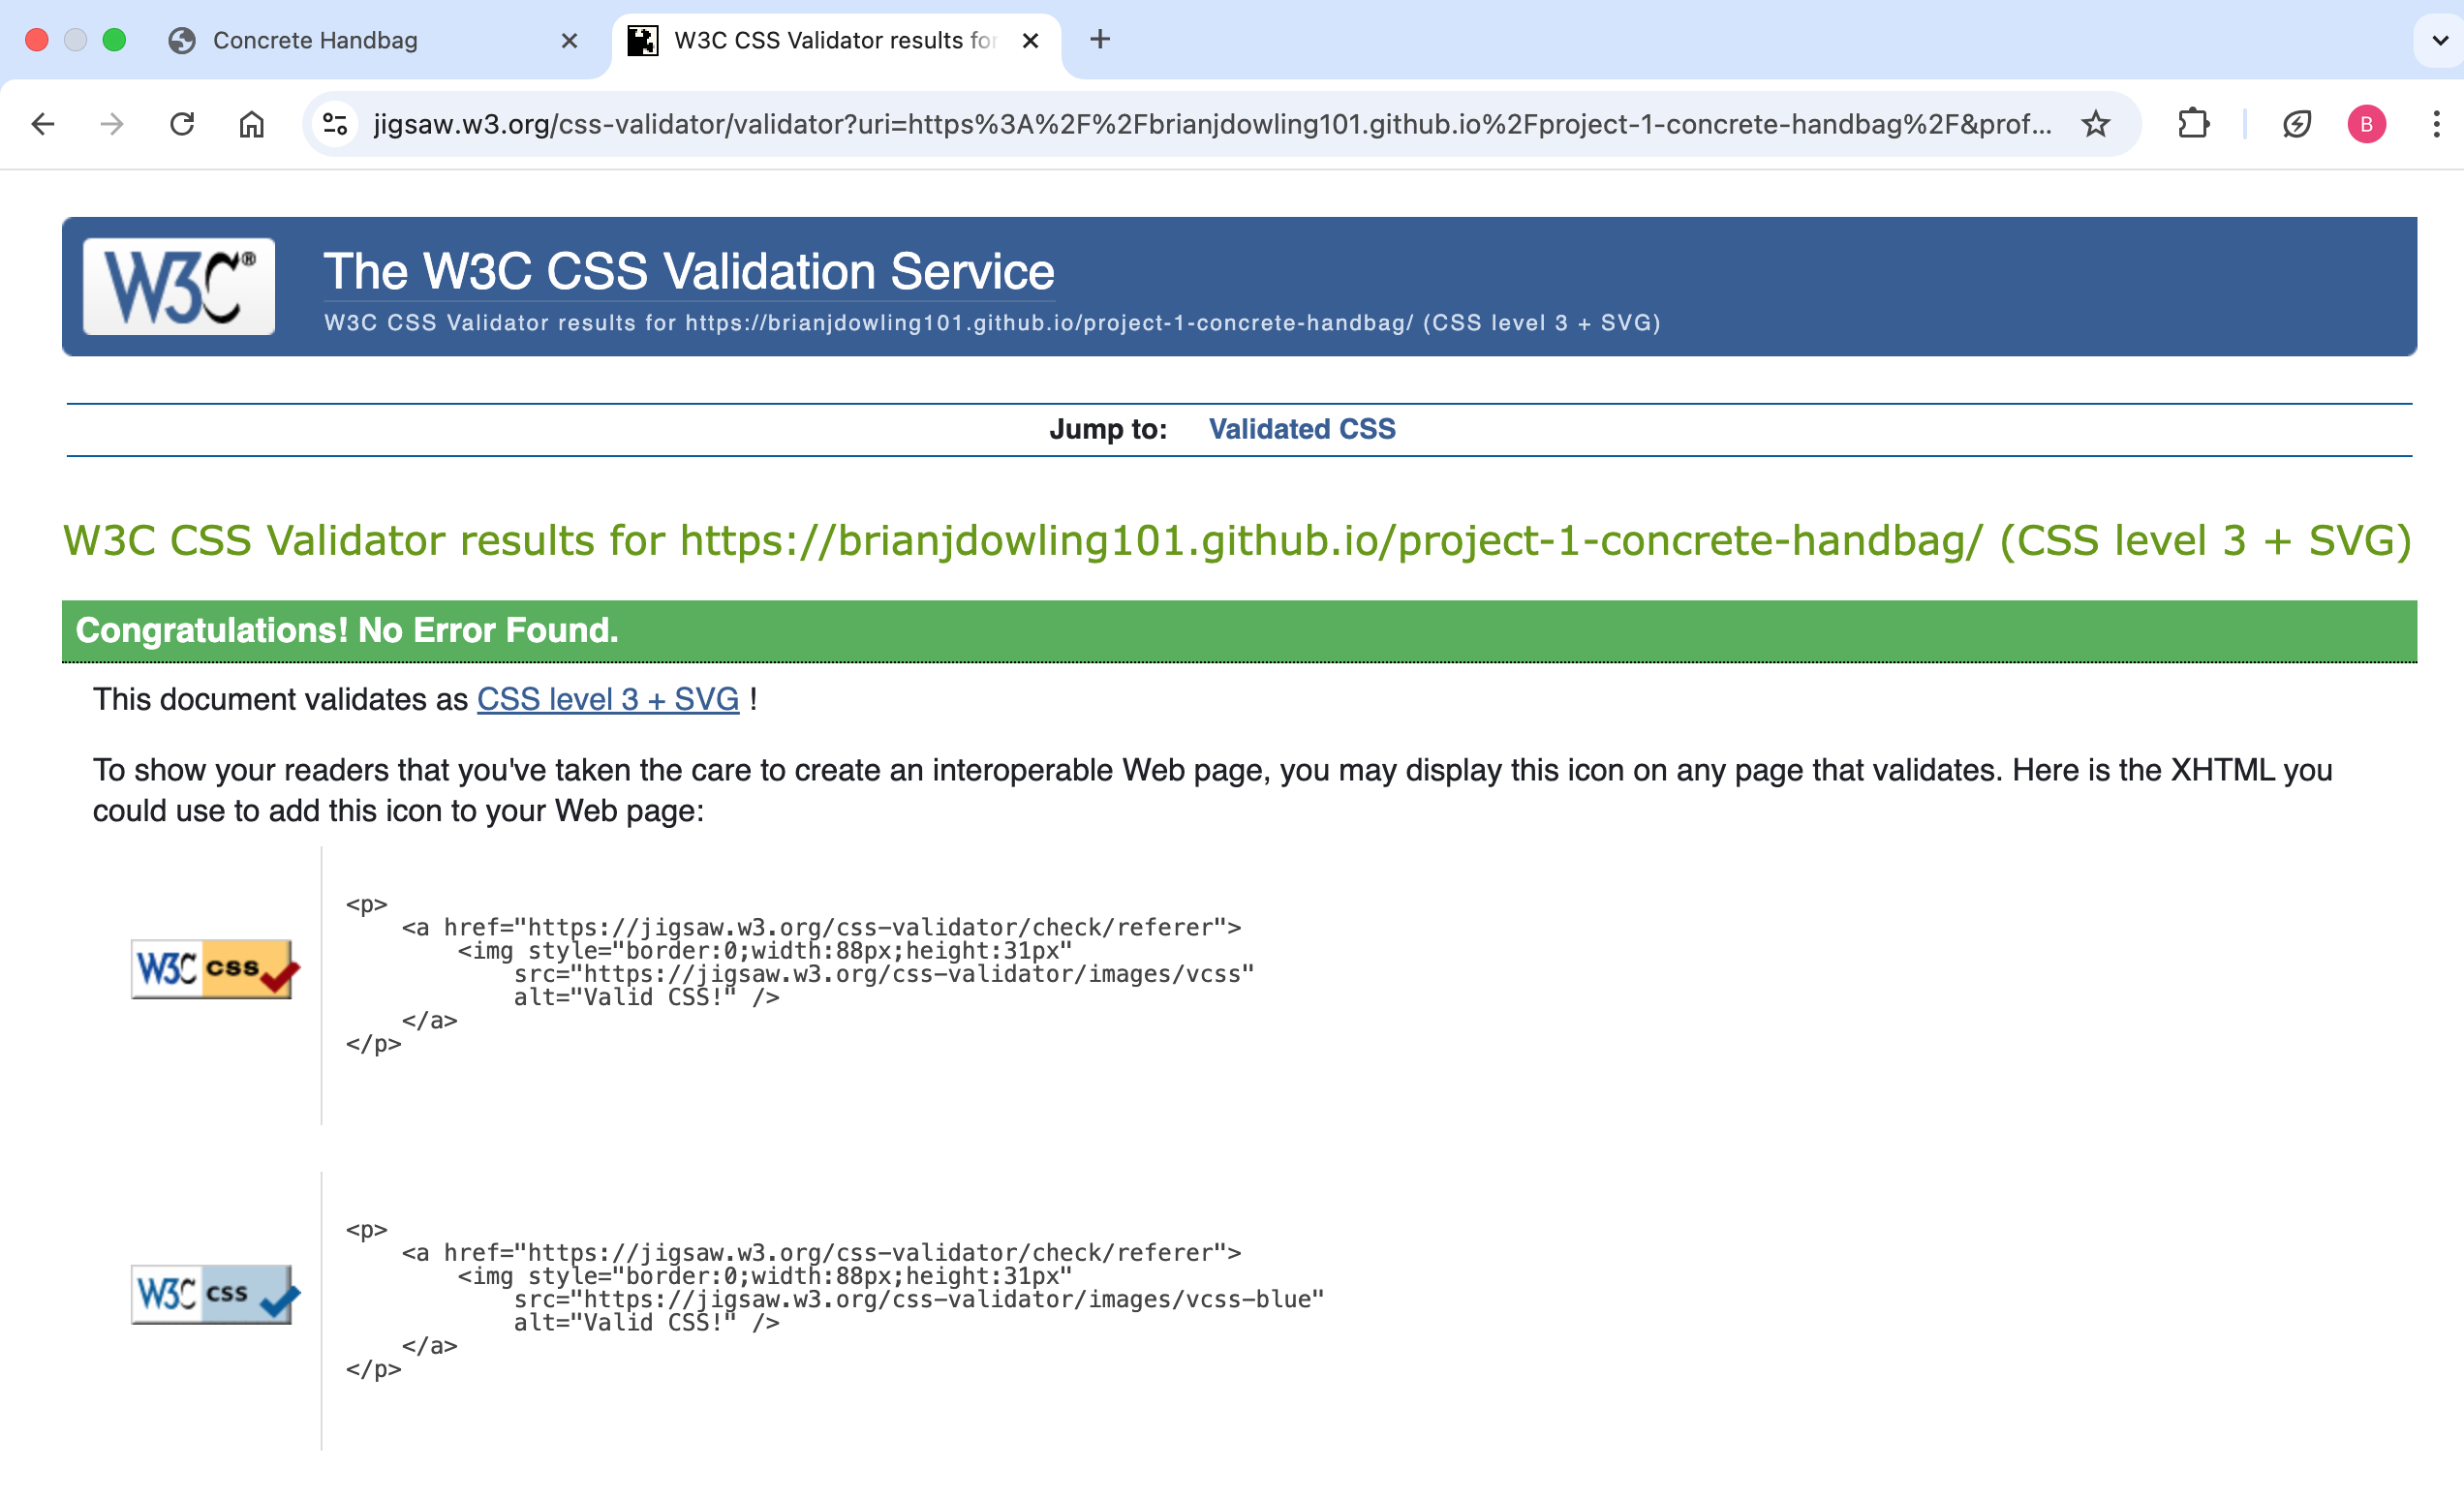 Concrete Handbag
W3C CSS Validator results for
jigsaw.w3.org/css-validator/validator?uri=https%3A%2F%2Fbrianjdowling101.github.io%2Fproject-1-concrete-handbag%2F&prof...
B
W3C®
The W3C CSS Validation Service
W3C CSS Validator results for https://brianjdowling101.github.io/project-1-concrete-handbag/ (CSS level 3 + SVG)
Jump to: Validated CSS
W3C CSS Validator results for https://brianjdowling101.github.io/project-1-concrete-handbag/ (CSS level 3 + SVG)
Congratulations! No Error Found.
This document validates as CSS level 3 + SVG !
To show your readers that you've taken the care to create an interoperable Web page, you may display this icon on any page that validates. Here is the XHTML you
could use to add this icon to your Web page:
W3C css
<p>
<a href="https://jigsaw.w3.org/css-validator/check/referer">
<img style="border:0;width:88px;height:31px"
src="https://jigsaw.w3.org/css-validator/images/vcss"
alt="Valid CSS!" />
</a>
</p>
W3C css
<p>
<a href="https://jigsaw.w3.org/css-validator/check/referer">
<img style="border:0;width:88px;height:31px"
src="https://jigsaw.w3.org/css-validator/images/vcss-blue"
alt="Valid CSS!" />
</a>
</p>